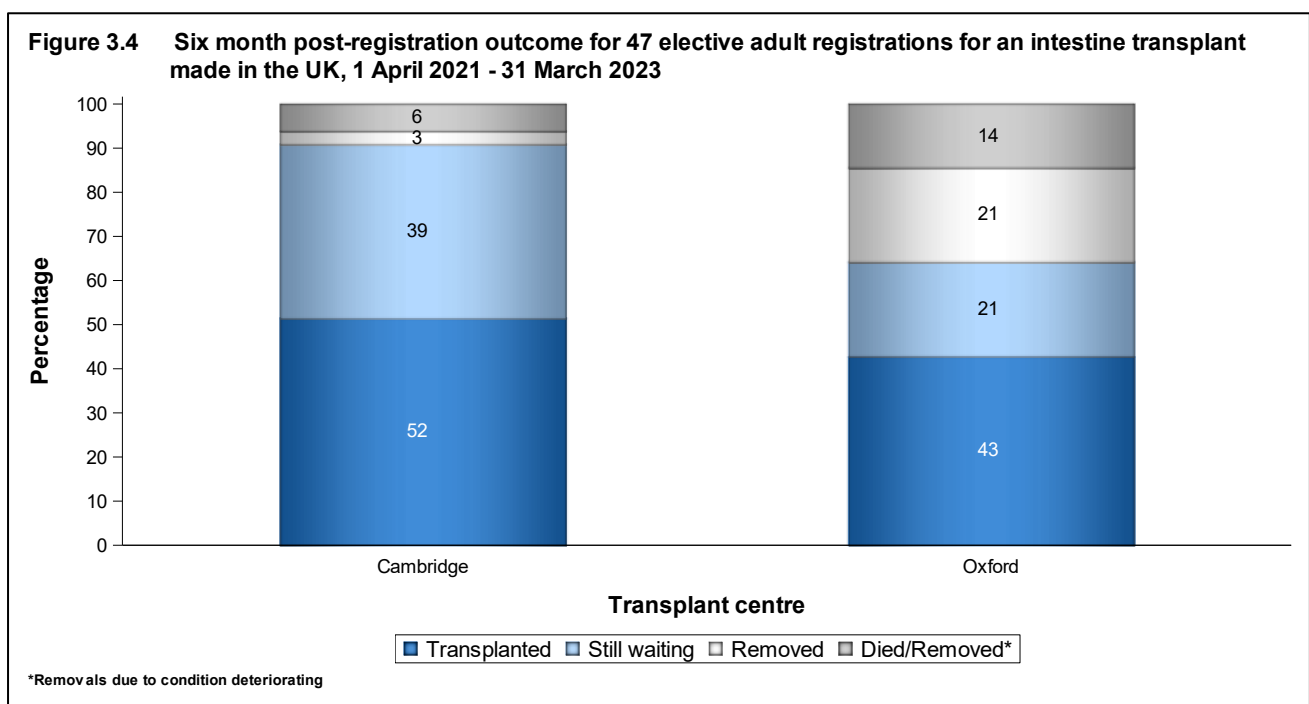 Figure 3.4 Six month post-registration outcome for 47 elective adult registrations for an intestine transplant
made in the UK, 1 April 2021 - 31 March 2023
Percentage
100
90
80
70
60
50
40
30
20
10
0
6
3
39
52
14
21
21
43
Cambridge
Oxford
Transplant centre
Transplanted Still waiting Removed Died/Removed*
*Removals due to condition deteriorating